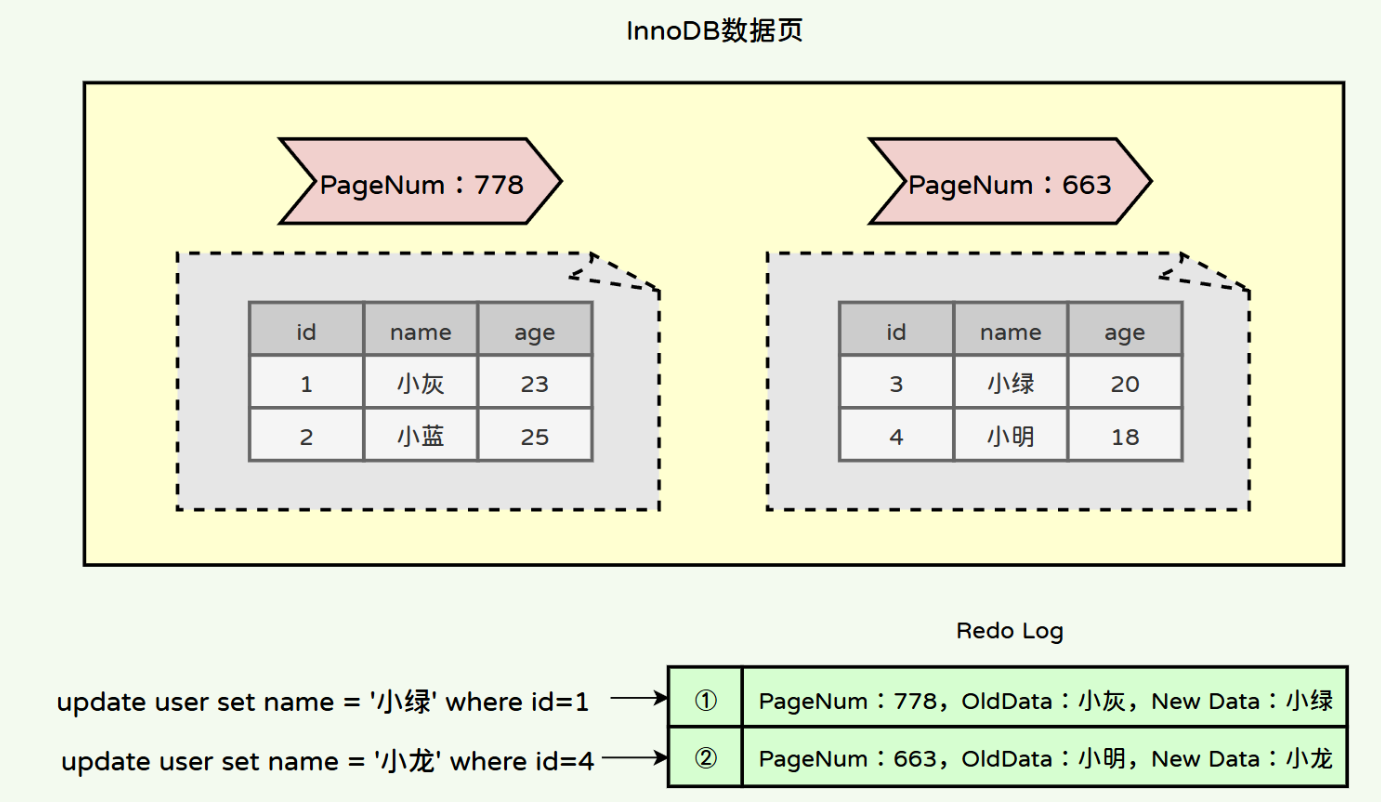 InnoDB数据页
PageNum：778
PageNum：663
id name age
1 小灰 23
2 小蓝 25
id name age
3 小绿 20
4 小明 18
Redo Log
update user set name = '小绿' where id=1
① PageNum：778，OldData：小灰，New Data：小绿
update user set name = '小龙' where id=4
② PageNum：663，OldData：小明，New Data：小龙